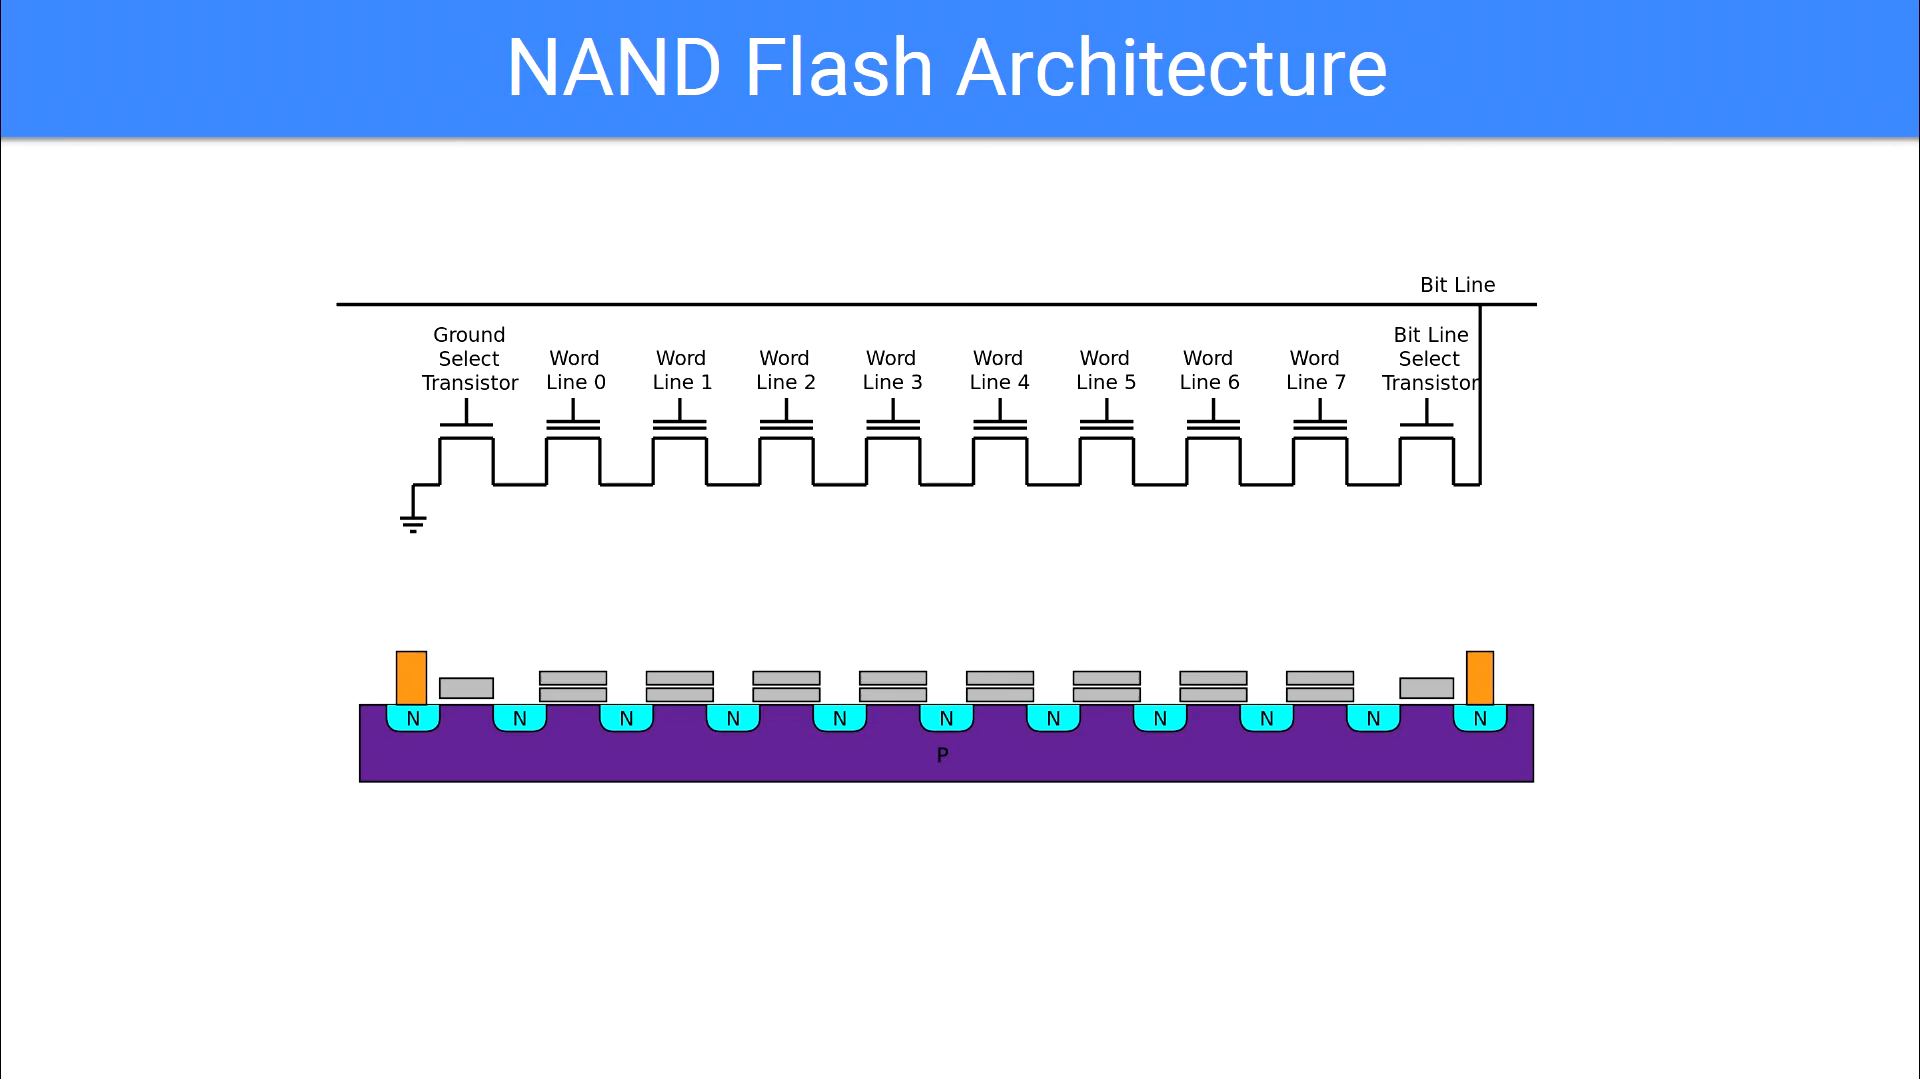 NAND Flash Architecture
Bit Line
Ground
Select
Transistor
Word
Line 0
Word
Line 1
Word
Line 2
Word
Line 3
Word
Line 4
Word
Line 5
Word
Line 6
Word
Line 7
Bit Line
Select
Transistor
N N N N N N N N N N N
P